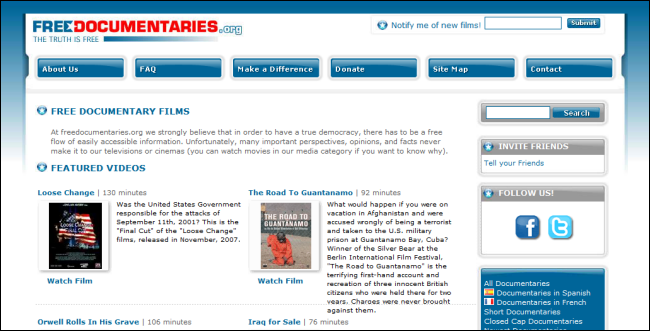 FREEDOCUMENTARIES.org
THE TRUTH IS FREE
Notify me of new films! Submit
About Us FAQ Make a Difference Donate Site Map Contact
FREE DOCUMENTARY FILMS
At freedocumentaries.org we strongly believe that in order to have a true democracy, there has to be a free
flow of easily accessible information. Unfortunately, many important perspectives, opinions, and facts never
make it to our televisions or cinemas (you can watch movies in our media category if you want to know why).
FEATURED VIDEOS
Loose Change | 130 minutes
LOOSE CHANGE
FINAL CUT
Was the United States Government
responsible for the attacks of
September 11th, 2001? This is the
"Final Cut" of the "Loose Change"
films, released in November, 2007.
Watch Film
The Road To Guantanamo | 92 minutes
THE ROAD TO
GUANTANAMO
What would happen if you were on
vacation in Afghanistan and were
accused wrongly of being a terrorist
and taken to the U.S. military
prison at Guantanamo Bay, Cuba?
Winner of the Silver Bear at the
Berlin International Film Festival,
"The Road to Guantanamo" is the
terrifying first-hand account and
recreation of three innocent British
citizens who were held there for two
years. Charges were never brought
against them.
Watch Film
Orwell Rolls In His Grave | 106 minutes
Iraq for Sale | 76 minutes
Search
INVITE FRIENDS
Tell your Friends
FOLLOW US!
All Documentaries
Documentaries in Spanish
Documentaries in French
Short Documentaries
Closed Cap Documentaries